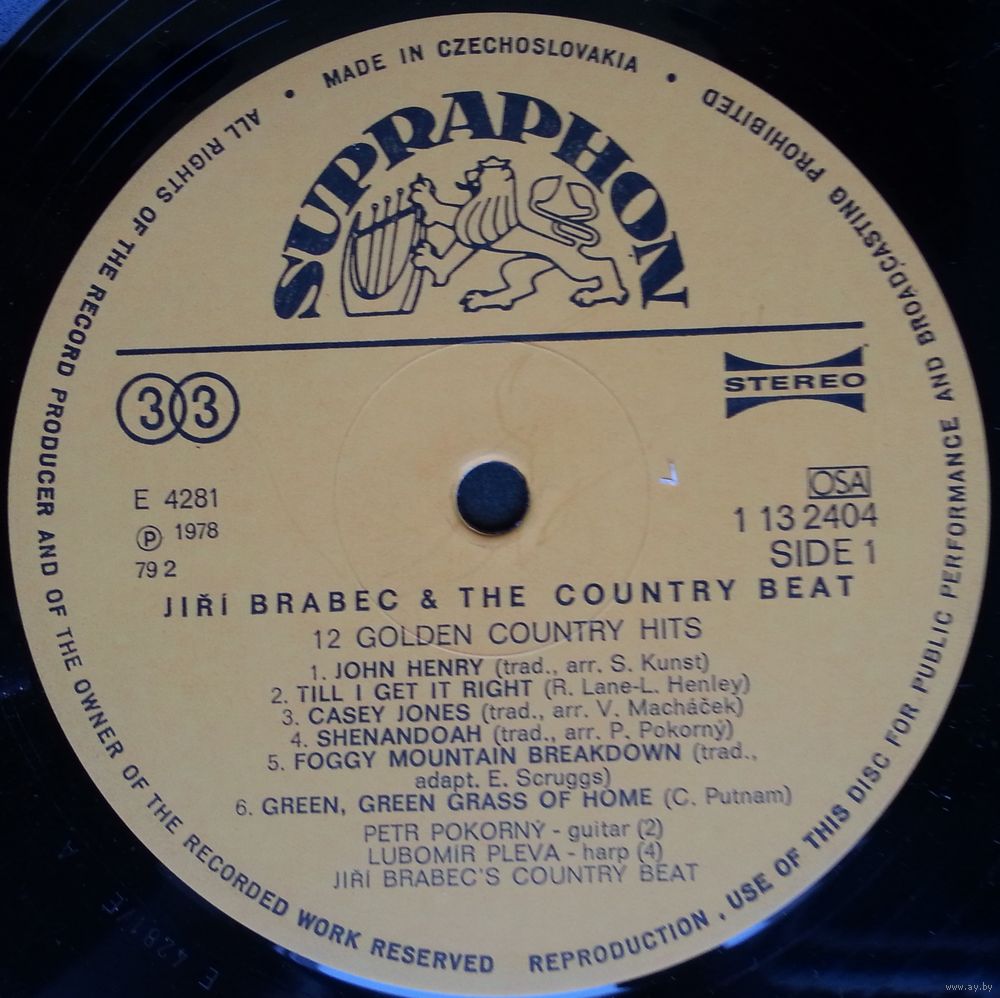 MADE IN CZECHOSLOVAKIA • ALL RIGHTS OF THE RECORD PRODUCER AND OF THE OWNER OF THE RECORDED WORK RESERVED REPRODUCTION , USE OF THIS DISC FOR PUBLIC PERFORMANCE AND BROADCASTING PROHIBITED •
SUPRAPHON
33
STEREO
E 4281
OSA
Ⓟ 1978
1 13 2404
79 2
SIDE 1
JIŘÍ BRABEC & THE COUNTRY BEAT
12 GOLDEN COUNTRY HITS
1. JOHN HENRY (trad., arr. S. Kunst)
2. TILL I GET IT RIGHT (R. Lane-L. Henley)
3. CASEY JONES (trad., arr. V. Macháček)
4. SHENANDOAH (trad., arr. P. Pokorný)
5. FOGGY MOUNTAIN BREAKDOWN (trad.,
adapt. E. Scruggs)
6. GREEN, GREEN GRASS OF HOME (C. Putnam)
PETR POKORNÝ - guitar (2)
LUBOMÍR PLEVA - harp (4)
JIŘÍ BRABEC'S COUNTRY BEAT
www.ay.by